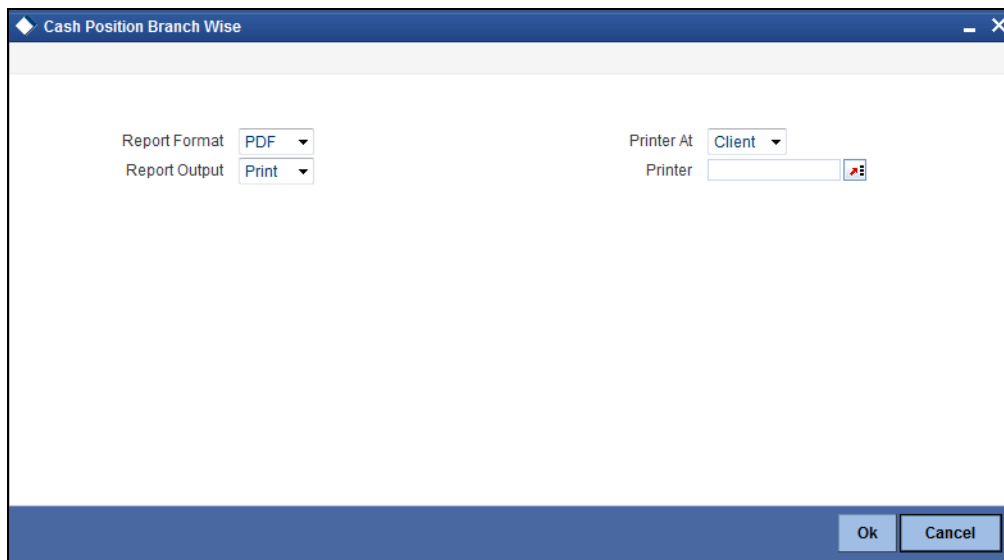 Cash Position Branch Wise
Report Format PDF Printer At Client
Report Output Print Printer
Ok Cancel